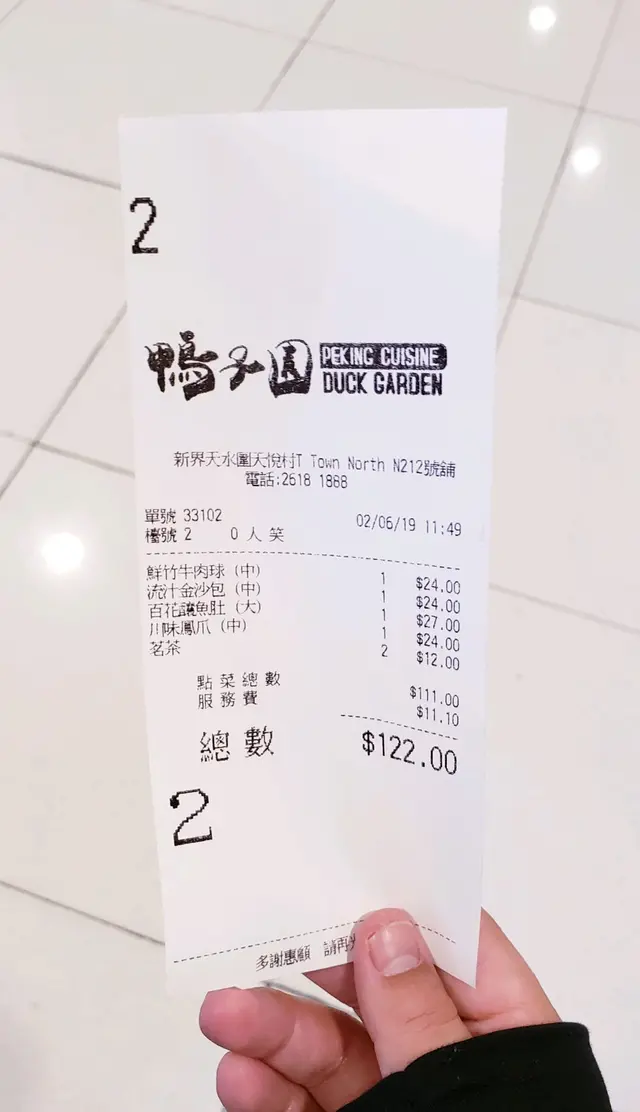 2
鴨子園 PEKING CUISINE
DUCK GARDEN
新界天水圍天悅村T Town North N212號舖
電話:2618 1868
單號 33102 02/06/19 11:49
檯號 2 0 人 笑
鮮竹牛肉球 (中) 1 $24.00
流汁金沙包 (中) 1 $24.00
百花讓魚肚 (大) 1 $27.00
川味鳳爪 (中) 1 $24.00
茗茶 2 $12.00
點菜總數 $111.00
服務費 $11.10
總數 $122.00
2
多謝惠顧 請再